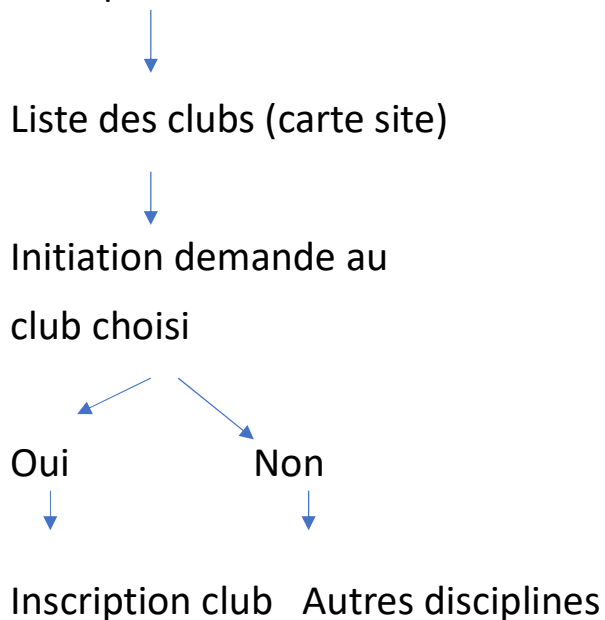 Liste des clubs (carte site)
Initiation demande au
club choisi
Oui Non
Inscription club Autres disciplines